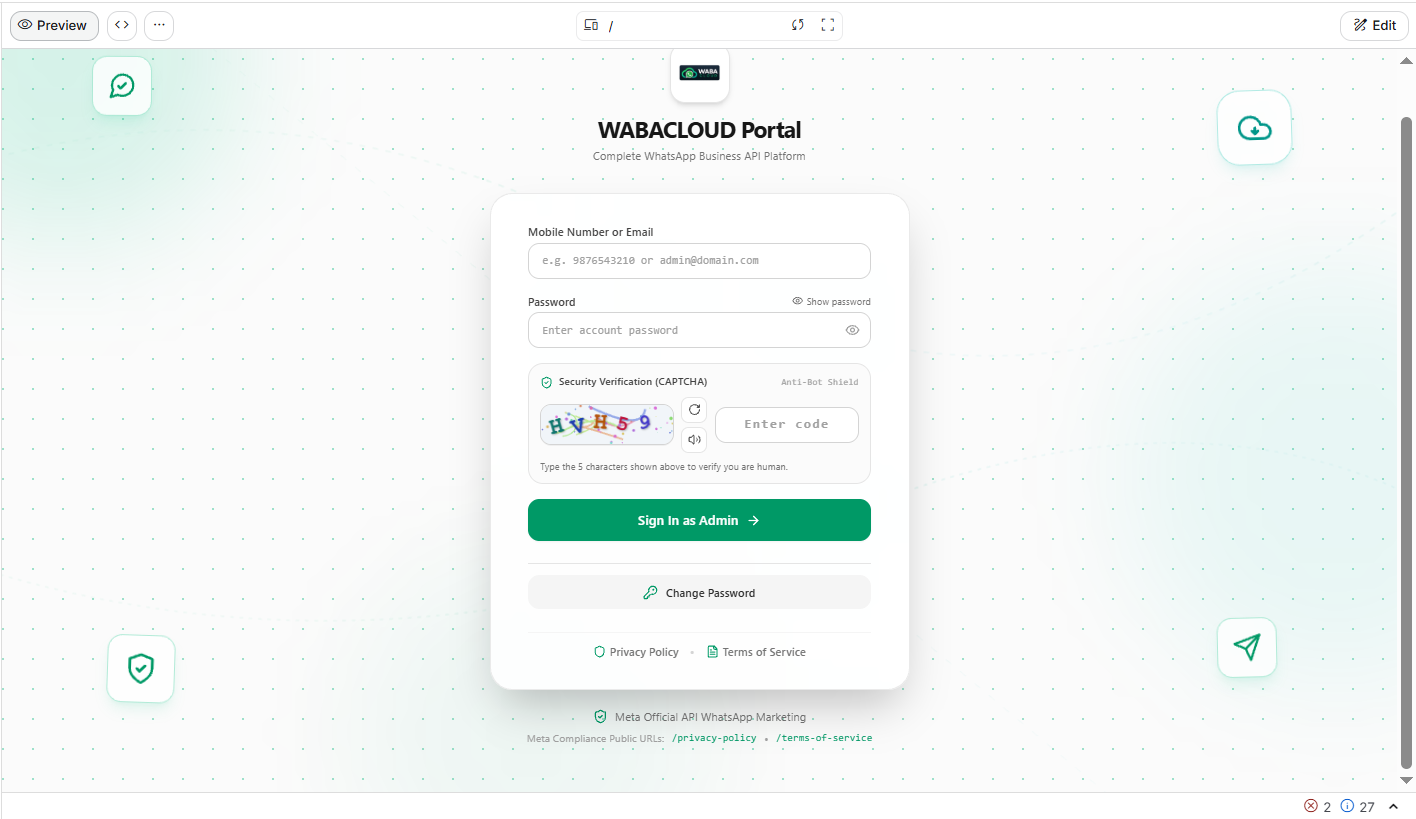 Preview
/
Edit
WABA
WABACLOUD Portal
Complete WhatsApp Business API Platform
Mobile Number or Email
e.g. 9876543210 or admin@domain.com
Password
Show password
Enter account password
Security Verification (CAPTCHA)
Anti-Bot Shield
HVH59
Enter code
Type the 5 characters shown above to verify you are human.
Sign In as Admin →
Change Password
Privacy Policy • Terms of Service
Meta Official API WhatsApp Marketing
Meta Compliance Public URLs: /privacy-policy • /terms-of-service
2 27